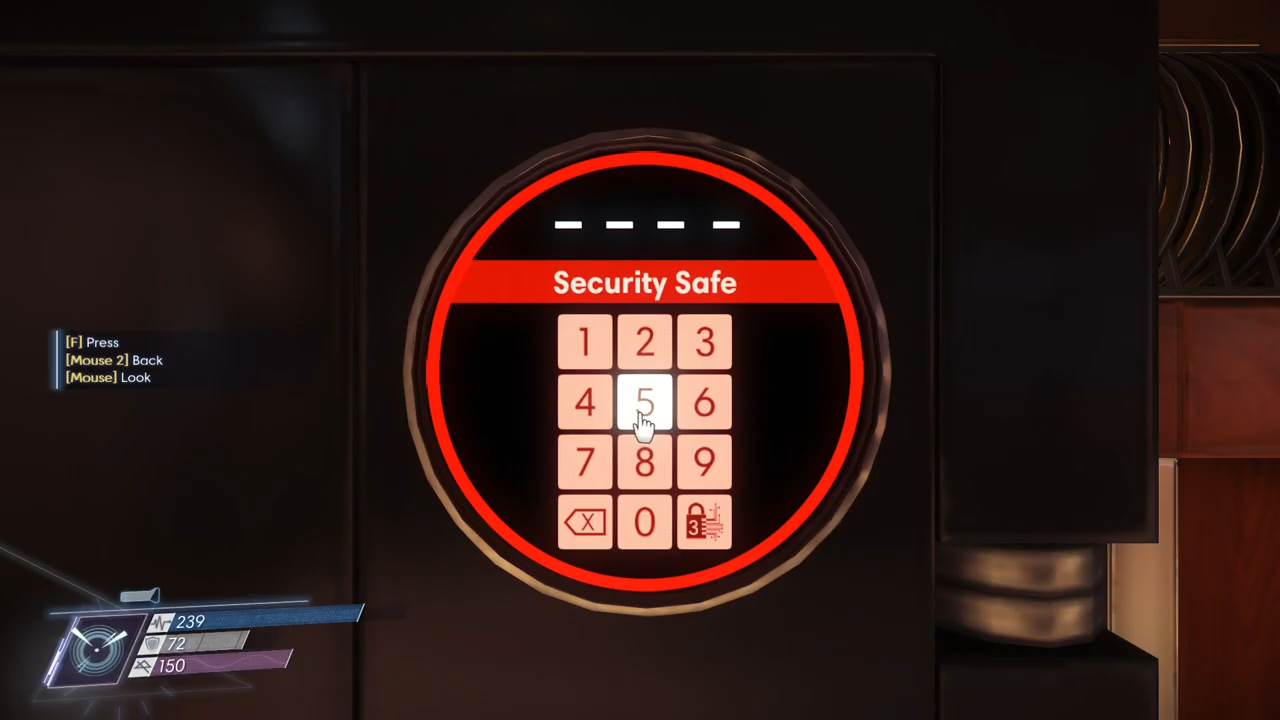 Security Safe
1 2 3
4 5 6
7 8 9
X 0 3
[F] Press
[Mouse 2] Back
[Mouse] Look
239
72
150